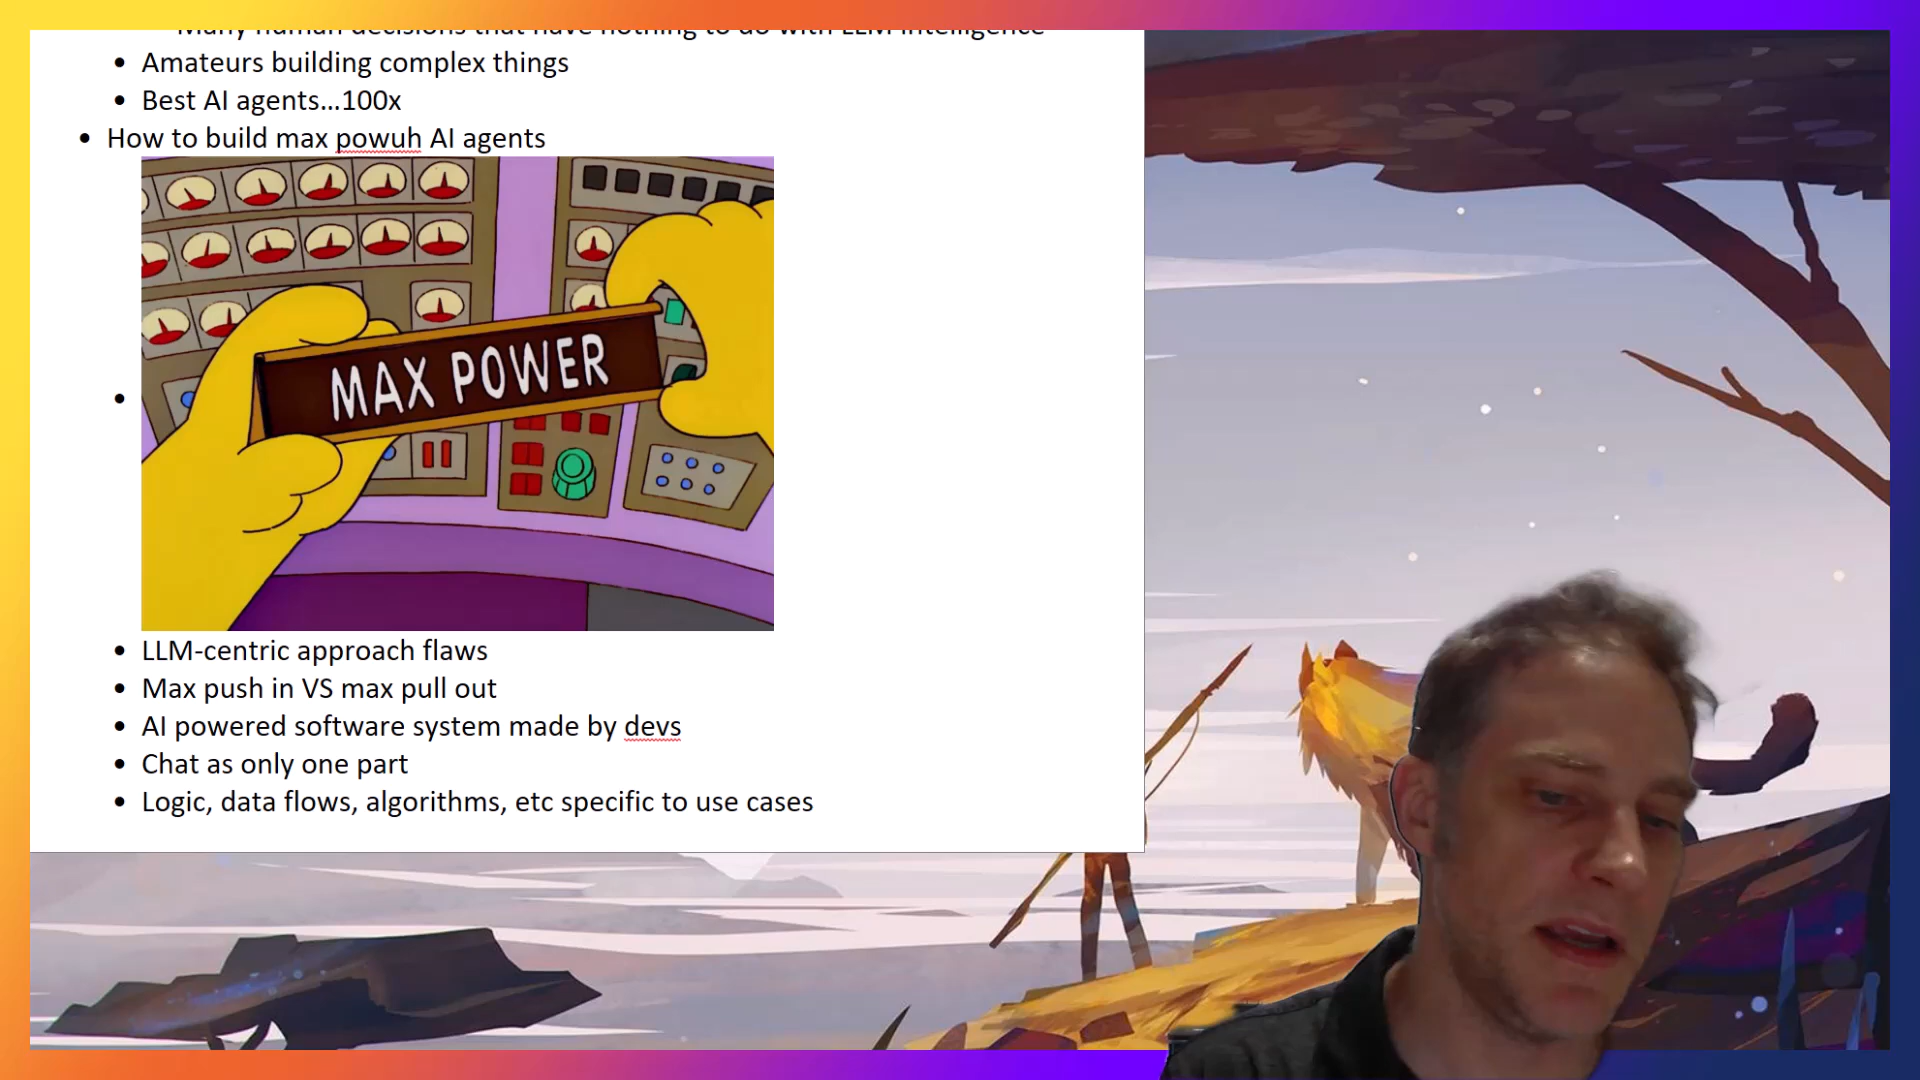 Many human decisions that have nothing to do with LLM intelligence
Amateurs building complex things
Best AI agents...100x
How to build max powuh AI agents
MAX POWER
LLM-centric approach flaws
Max push in VS max pull out
AI powered software system made by devs
Chat as only one part
Logic, data flows, algorithms, etc specific to use cases